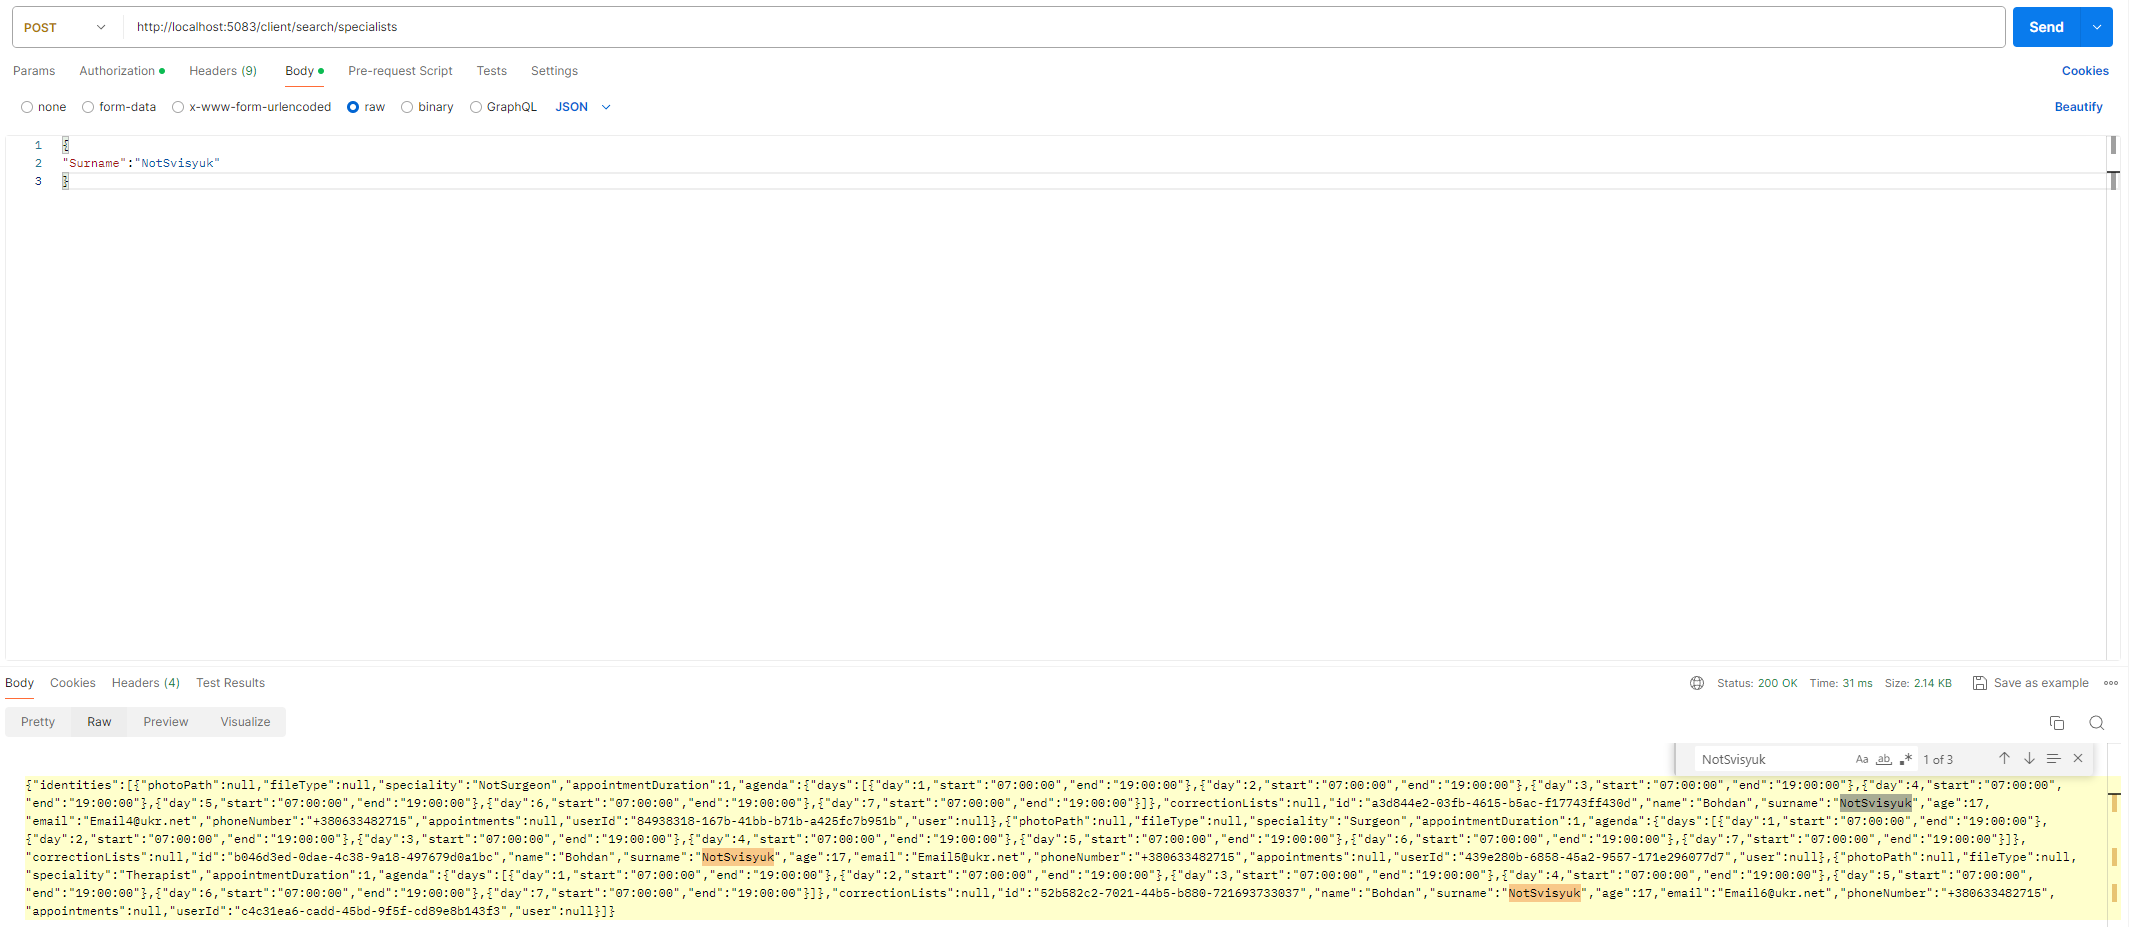 POST http://localhost:5083/client/search/specialists Send
Params Authorization Headers (9) Body Pre-request Script Tests Settings Cookies
none form-data x-www-form-urlencoded raw binary GraphQL JSON Beautify
1 {
2 "Surname":"NotSvisyuk"
3 }
Body Cookies Headers (4) Test Results Status: 200 OK Time: 31 ms Size: 2.14 KB Save as example
Pretty Raw Preview Visualize
NotSvisyuk Aa ab .* 1 of 3
{"identities":[{"photoPath":null,"fileType":null,"speciality":"NotSurgeon","appointmentDuration":1,"agenda":{"days":[{"day":1,"start":"07:00:00","end":"19:00:00"},{"day":2,"start":"07:00:00","end":"19:00:00"},{"day":3,"start":"07:00:00","end":"19:00:00"},{"day":4,"start":"07:00:00",
"end":"19:00:00"},{"day":5,"start":"07:00:00","end":"19:00:00"},{"day":6,"start":"07:00:00","end":"19:00:00"},{"day":7,"start":"07:00:00","end":"19:00:00"}]},"correctionLists":null,"id":"a3d844e2-03fb-4615-b5ac-f17743ff430d","name":"Bohdan","surname":"NotSvisyuk","age":17,
"email":"Email4@ukr.net","phoneNumber":"+380633482715","appointments":null,"userId":"84938318-167b-41bb-b71b-a425fc7b951b","user":null},{"photoPath":null,"fileType":null,"speciality":"Surgeon","appointmentDuration":1,"agenda":{"days":[{"day":1,"start":"07:00:00","end":"19:00:00"},
{"day":2,"start":"07:00:00","end":"19:00:00"},{"day":3,"start":"07:00:00","end":"19:00:00"},{"day":4,"start":"07:00:00","end":"19:00:00"},{"day":5,"start":"07:00:00","end":"19:00:00"},{"day":6,"start":"07:00:00","end":"19:00:00"},{"day":7,"start":"07:00:00","end":"19:00:00"}]},
"correctionLists":null,"id":"b046d3ed-0dae-4c38-9a18-497679d0a1bc","name":"Bohdan","surname":"NotSvisyuk","age":17,"email":"Email5@ukr.net","phoneNumber":"+380633482715","appointments":null,"userId":"439e280b-6858-45a2-9557-171e296077d7","user":null},{"photoPath":null,"fileType":null,
"speciality":"Therapist","appointmentDuration":1,"agenda":{"days":[{"day":1,"start":"07:00:00","end":"19:00:00"},{"day":2,"start":"07:00:00","end":"19:00:00"},{"day":3,"start":"07:00:00","end":"19:00:00"},{"day":4,"start":"07:00:00","end":"19:00:00"},{"day":5,"start":"07:00:00",
"end":"19:00:00"},{"day":6,"start":"07:00:00","end":"19:00:00"},{"day":7,"start":"07:00:00","end":"19:00:00"}]},"correctionLists":null,"id":"52b582c2-7021-44b5-b880-721693733037","name":"Bohdan","surname":"NotSvisyuk","age":17,"email":"Email6@ukr.net","phoneNumber":"+380633482715",
"appointments":null,"userId":"c4c31ea6-cadd-45bd-9f5f-cd89e8b143f3","user":null}]}